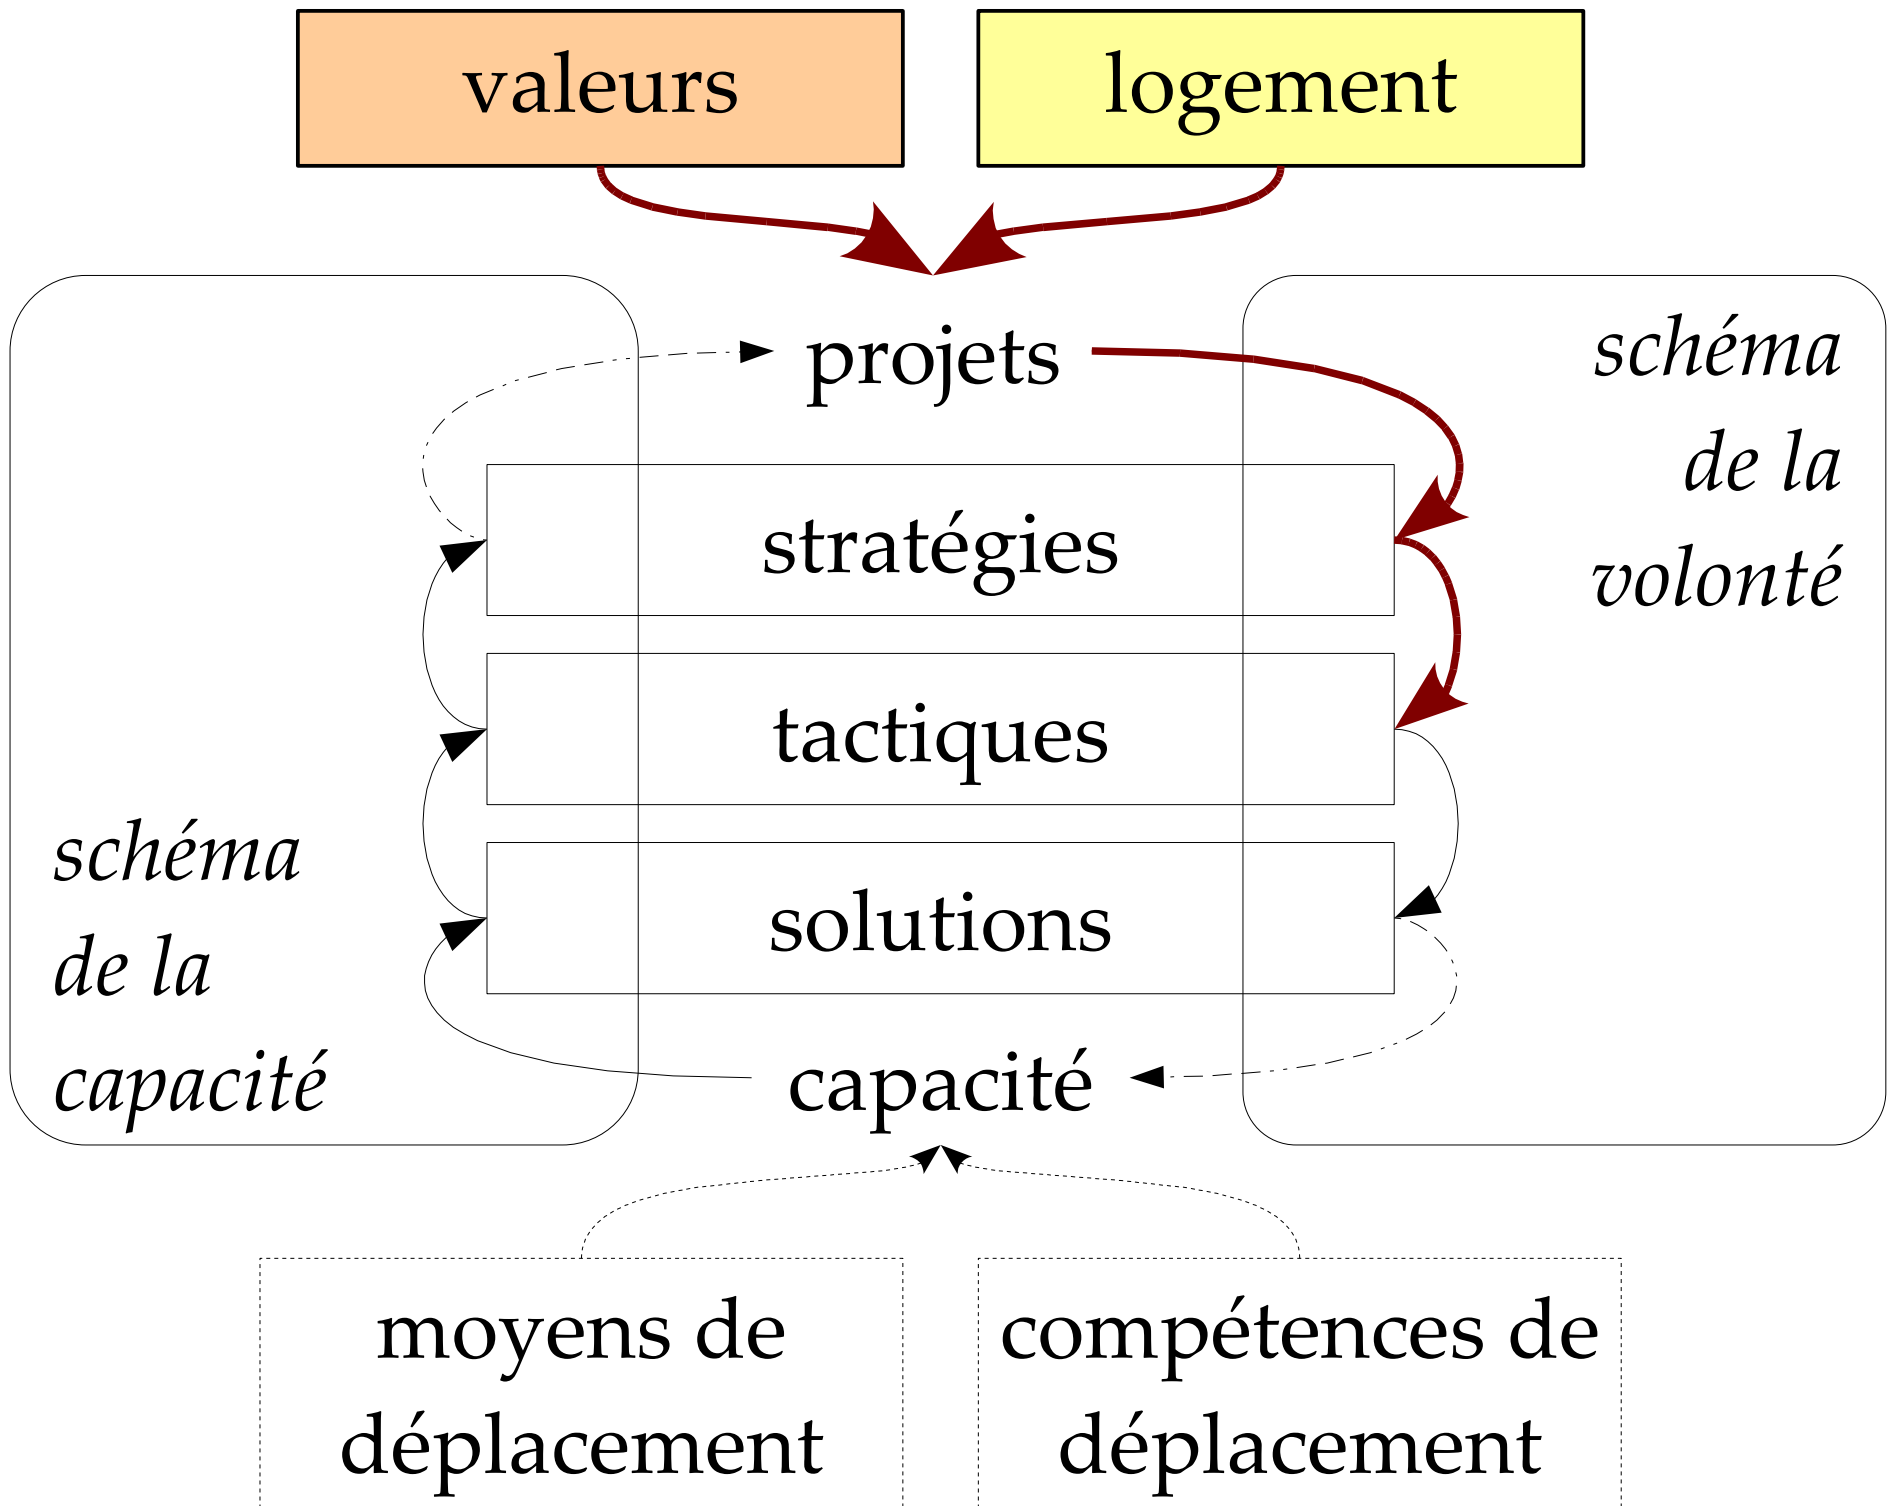 valeurs
logement
projets
schéma
de la
volonté
stratégies
tactiques
solutions
schéma
de la
capacité
capacité
moyens de
déplacement
compétences de
déplacement